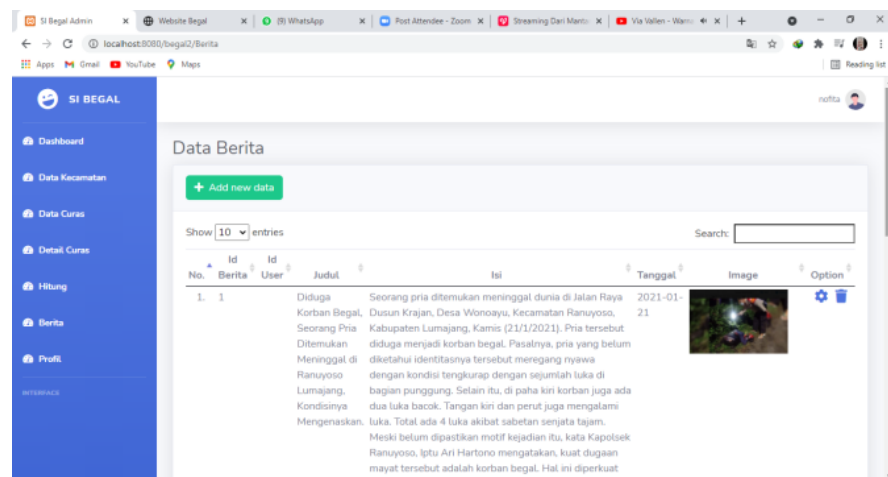 SI Begal Admin
Website Begal
(9) WhatsApp
Post Attendee - Zoom
Streaming Dari Manto
Via Vallen - Warn
localhost:8080/begal2/Berita
Apps Gmail YouTube Maps Reading list
SI BEGAL
nofita
Dashboard
Data Kecamatan
Data Curas
Detail Curas
Hitung
Berita
Profil
INTERFACE
Data Berita
+ Add new data
Show 10 entries
Search:
No. Id Berita Id User Judul Isi Tanggal Image Option
1. 1
Diduga
Korban Begal,
Seorang Pria
Ditemukan
Meninggal di
Ranuyoso
Lumajang,
Kondisinya
Mengenaskan.
Seorang pria ditemukan meninggal dunia di Jalan Raya
Dusun Krajan, Desa Wonoayu, Kecamatan Ranuyoso,
Kabupaten Lumajang, Kamis (21/1/2021). Pria tersebut
diduga menjadi korban begal. Pasalnya, pria yang belum
diketahui identitasnya tersebut meregang nyawa
dengan kondisi tengkurap dengan sejumlah luka di
bagian punggung. Selain itu, di paha kiri korban juga ada
dua luka bacok. Tangan kiri dan perut juga mengalami
luka. Total ada 4 luka akibat sabetan senjata tajam.
Meski belum dipastikan motif kejadian itu, kata Kapolsek
Ranuyoso, Iptu Ari Hartono mengatakan, kuat dugaan
mayat tersebut adalah korban begal. Hal ini diperkuat
2021-01-
21